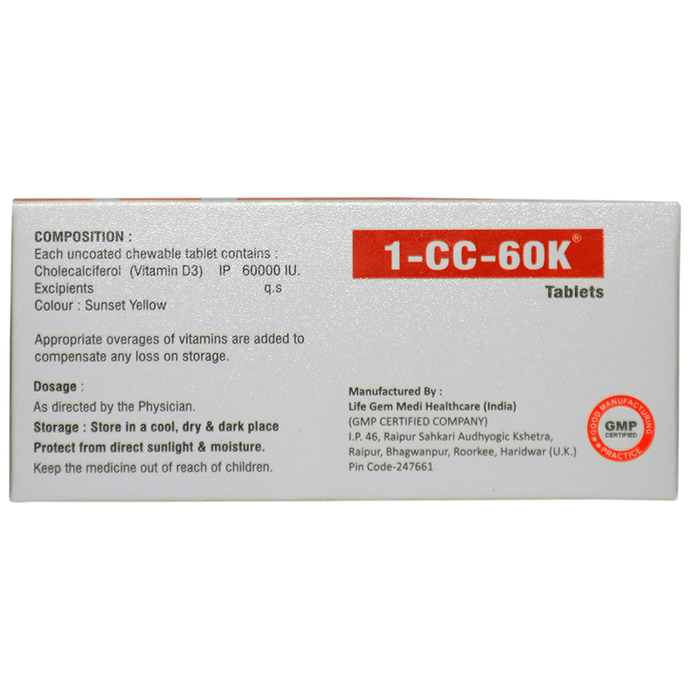 COMPOSITION :
Each uncoated chewable tablet contains :
Cholecalciferol (Vitamin D3) IP 60000 IU.
Excipients q.s
Colour : Sunset Yellow
Appropriate overages of vitamins are added to
compensate any loss on storage.
Dosage :
As directed by the Physician.
Storage : Store in a cool, dry & dark place
Protect from direct sunlight & moisture.
Keep the medicine out of reach of children.
1-CC-60K®
Tablets
Manufactured By :
Life Gem Medi Healthcare (India)
(GMP CERTIFIED COMPANY)
I.P. 46, Raipur Sahkari Audhyogic Kshetra,
Raipur, Bhagwanpur, Roorkee, Haridwar (U.K.)
Pin Code-247661
GOOD MANUFACTURING
GMP
CERTIFIED
PRACTICE